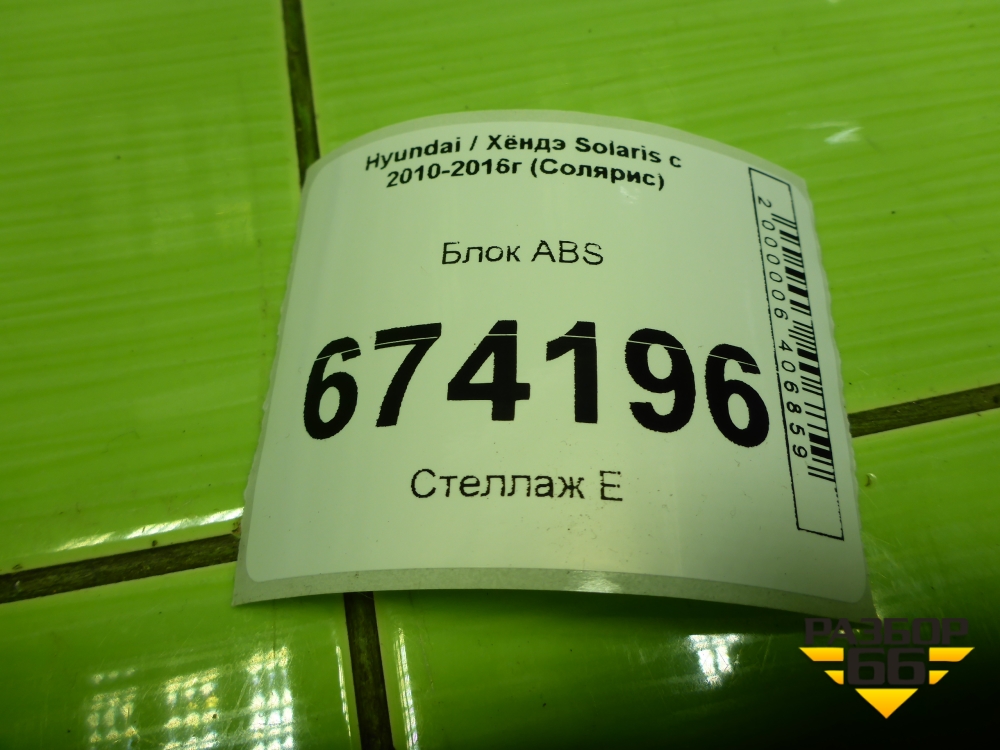 Hyundai / Хёндэ Solaris с
2010-2016г (Солярис)
Блок ABS
674196
Стеллаж Е
2000006406859
РАЗБОР
66